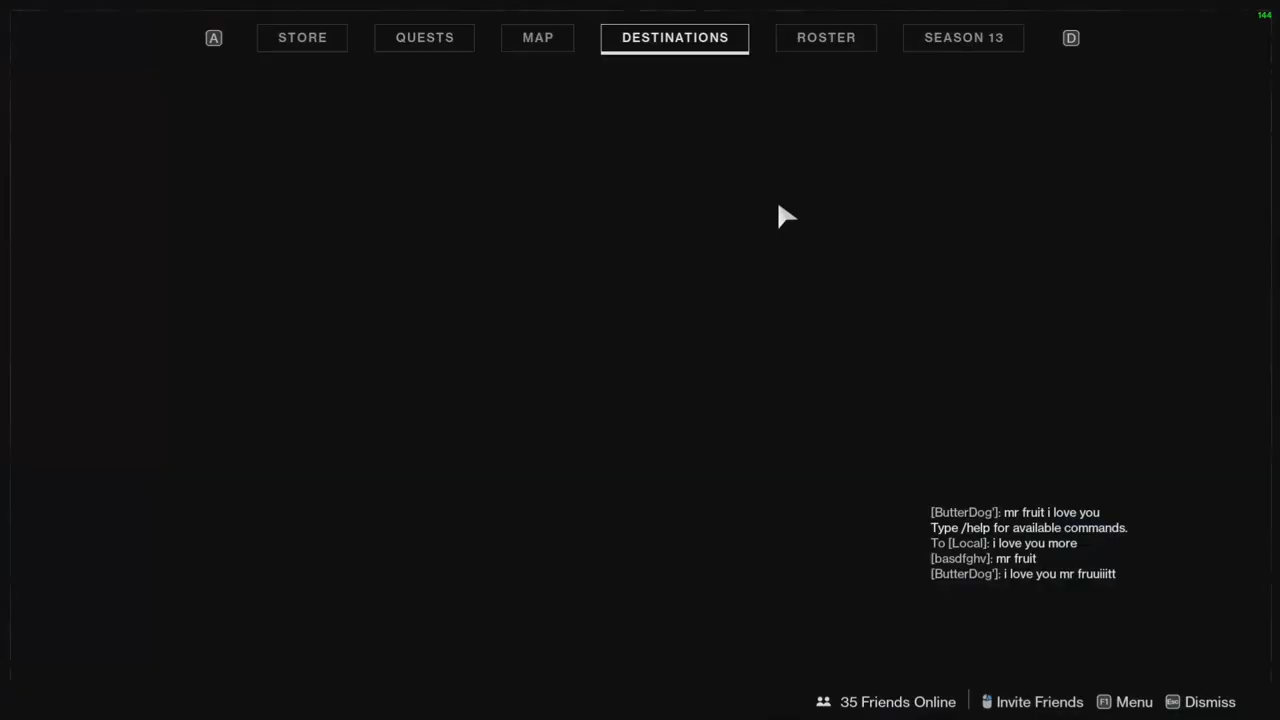 144
A STORE QUESTS MAP DESTINATIONS ROSTER SEASON 13 D
[ButterDog']: mr fruit i love you
Type /help for available commands.
To [Local]: i love you more
[basdfghv]: mr fruit
[ButterDog']: i love you mr fruuiiitt
35 Friends Online Invite Friends F1 Menu Esc Dismiss